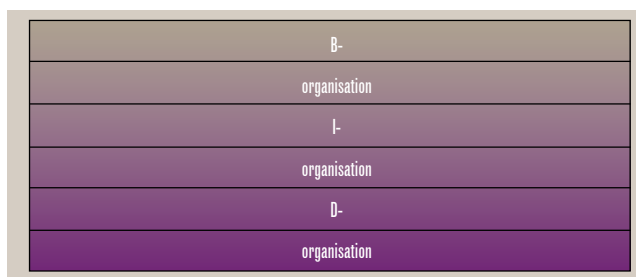 B-
organisation
I-
organisation
D-
organisation